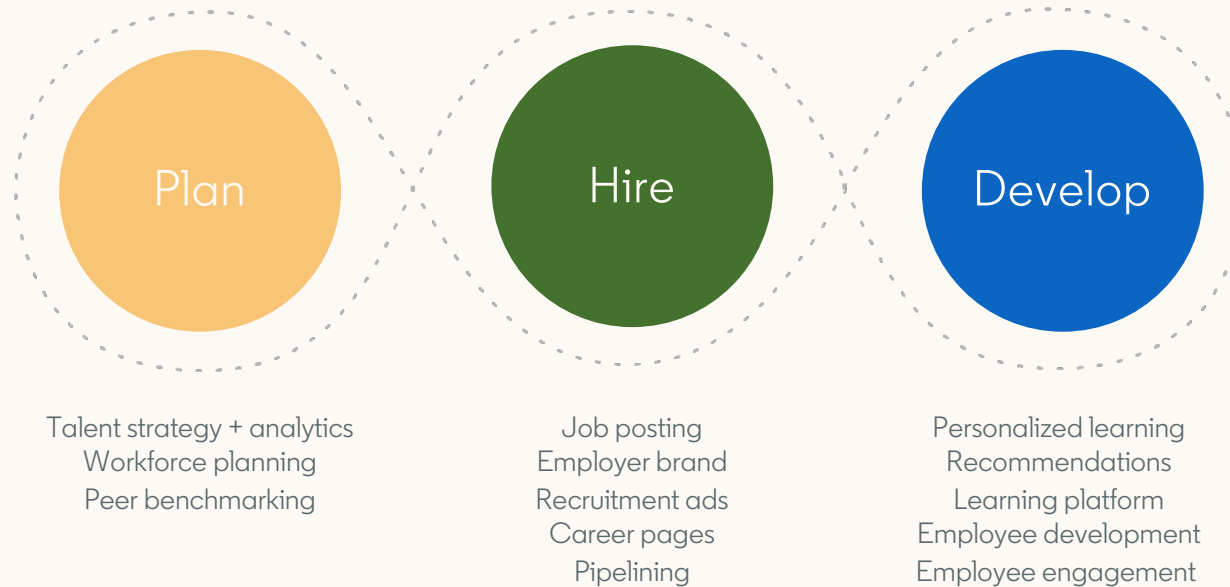 Plan
Talent strategy + analytics
Workforce planning
Peer benchmarking
Hire
Job posting
Employer brand
Recruitment ads
Career pages
Pipelining
Develop
Personalized learning
Recommendations
Learning platform
Employee development
Employee engagement